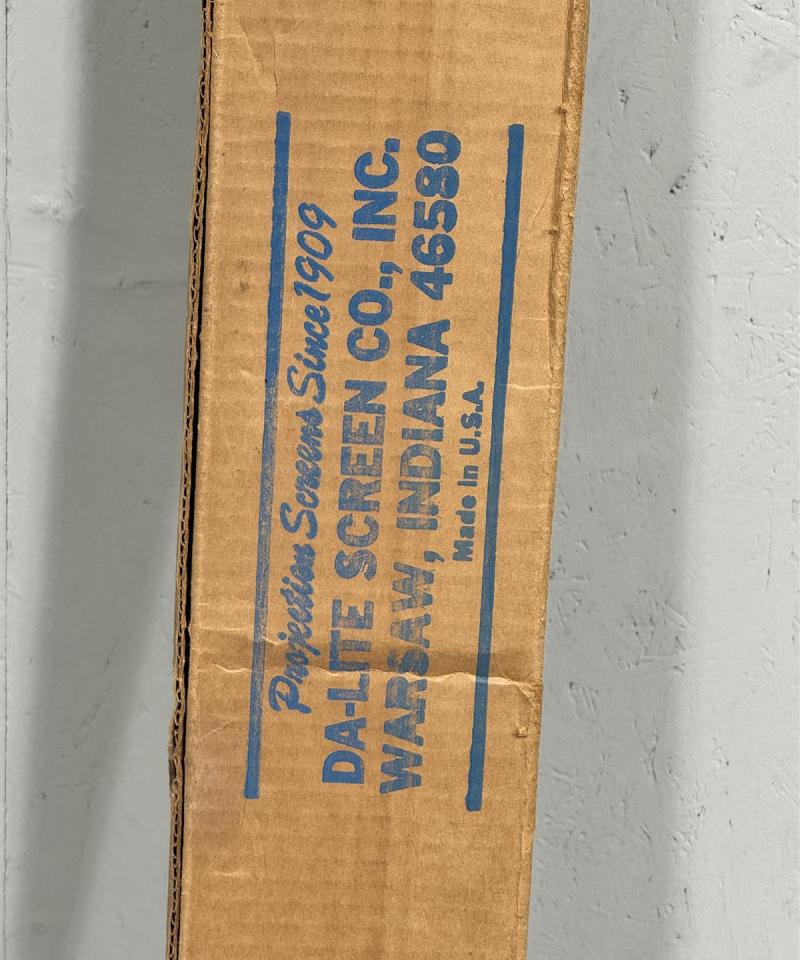 Projection Screens Since 1909
DA-LITE SCREEN CO., INC.
WARSAW, INDIANA 46580
Made in U.S.A.